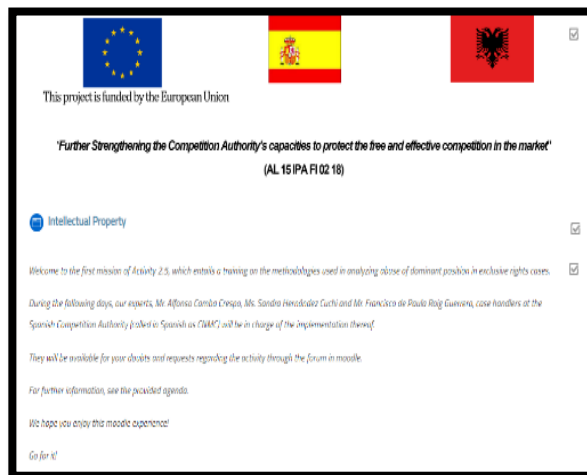 This project is funded by the European Union
"Further Strengthening the Competition Authority's capacities to protect the free and effective competition in the market"
(AL 15 IPA FI 02 18)
Intellectual Property
Welcome to the first mission of Activity 2.5, which entails a training on the methodologies used in analyzing abuse of dominant position in exclusive rights cases.
During the following days, our experts, Mr. Alfonso Camba Crespo, Ms. Sandra Hernáadez Cuchí and Mr. Francisco de Paula Roig Guerrero, case handlers at the
Spanish Competition Authority (called in Spanish as CNMC) will be in charge of the implementation thereof.
They will be available for your doubts and requests regarding the activity through the forum in moodle.
For further information, see the provided agenda.
We hope you enjoy this moodle experience!
Go for it!